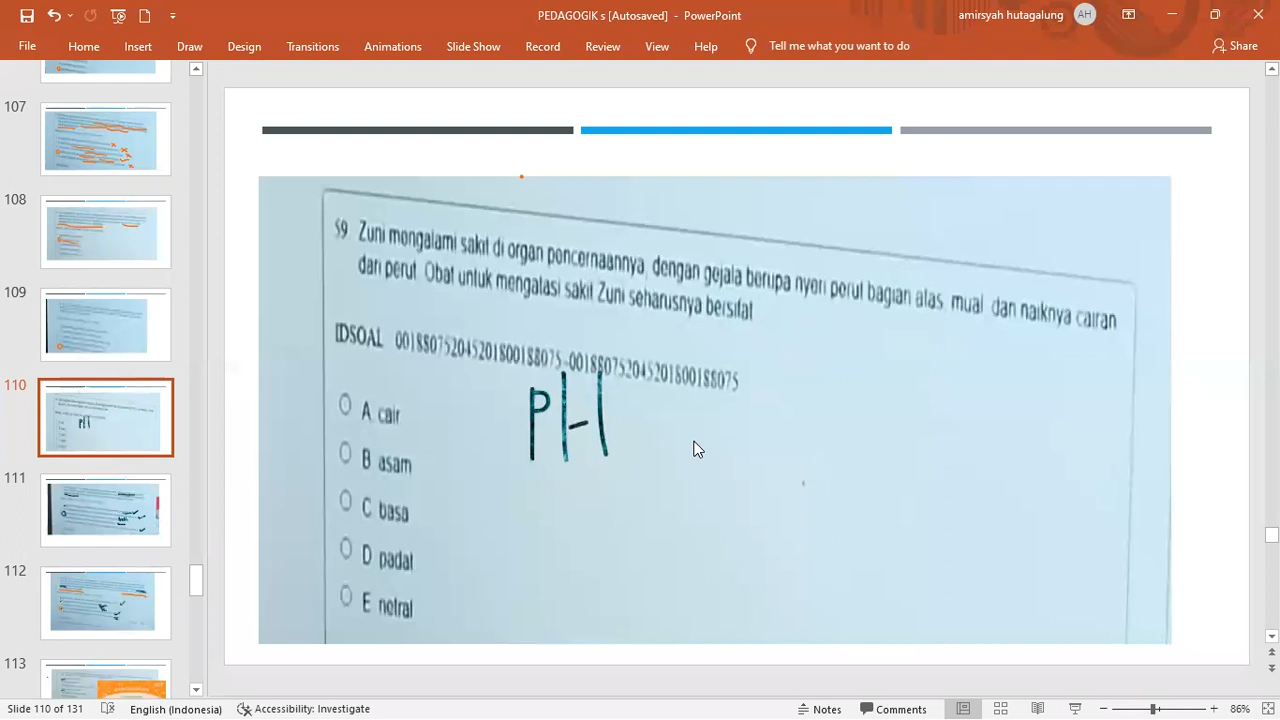 PEDAGOGIK s [Autosaved] - PowerPoint
amirsyah hutagalung AH
File Home Insert Draw Design Transitions Animations Slide Show Record Review View Help Tell me what you want to do Share
107
108
109
110
111
112
113
59 Zuni mengalami sakit di organ pencernaannya, dengan gejala berupa nyeri perut bagian atas, mual dan naiknya cairan
dari perut Obat untuk mengatasi sakit Zuni seharusnya bersifat
IDSOAL 001880752045201800188075-001880752045201800188075
PH
A cair
B asam
C basa
D padat
E netral
Slide 110 of 131 English (Indonesia) Accessibility: Investigate Notes Comments 86%